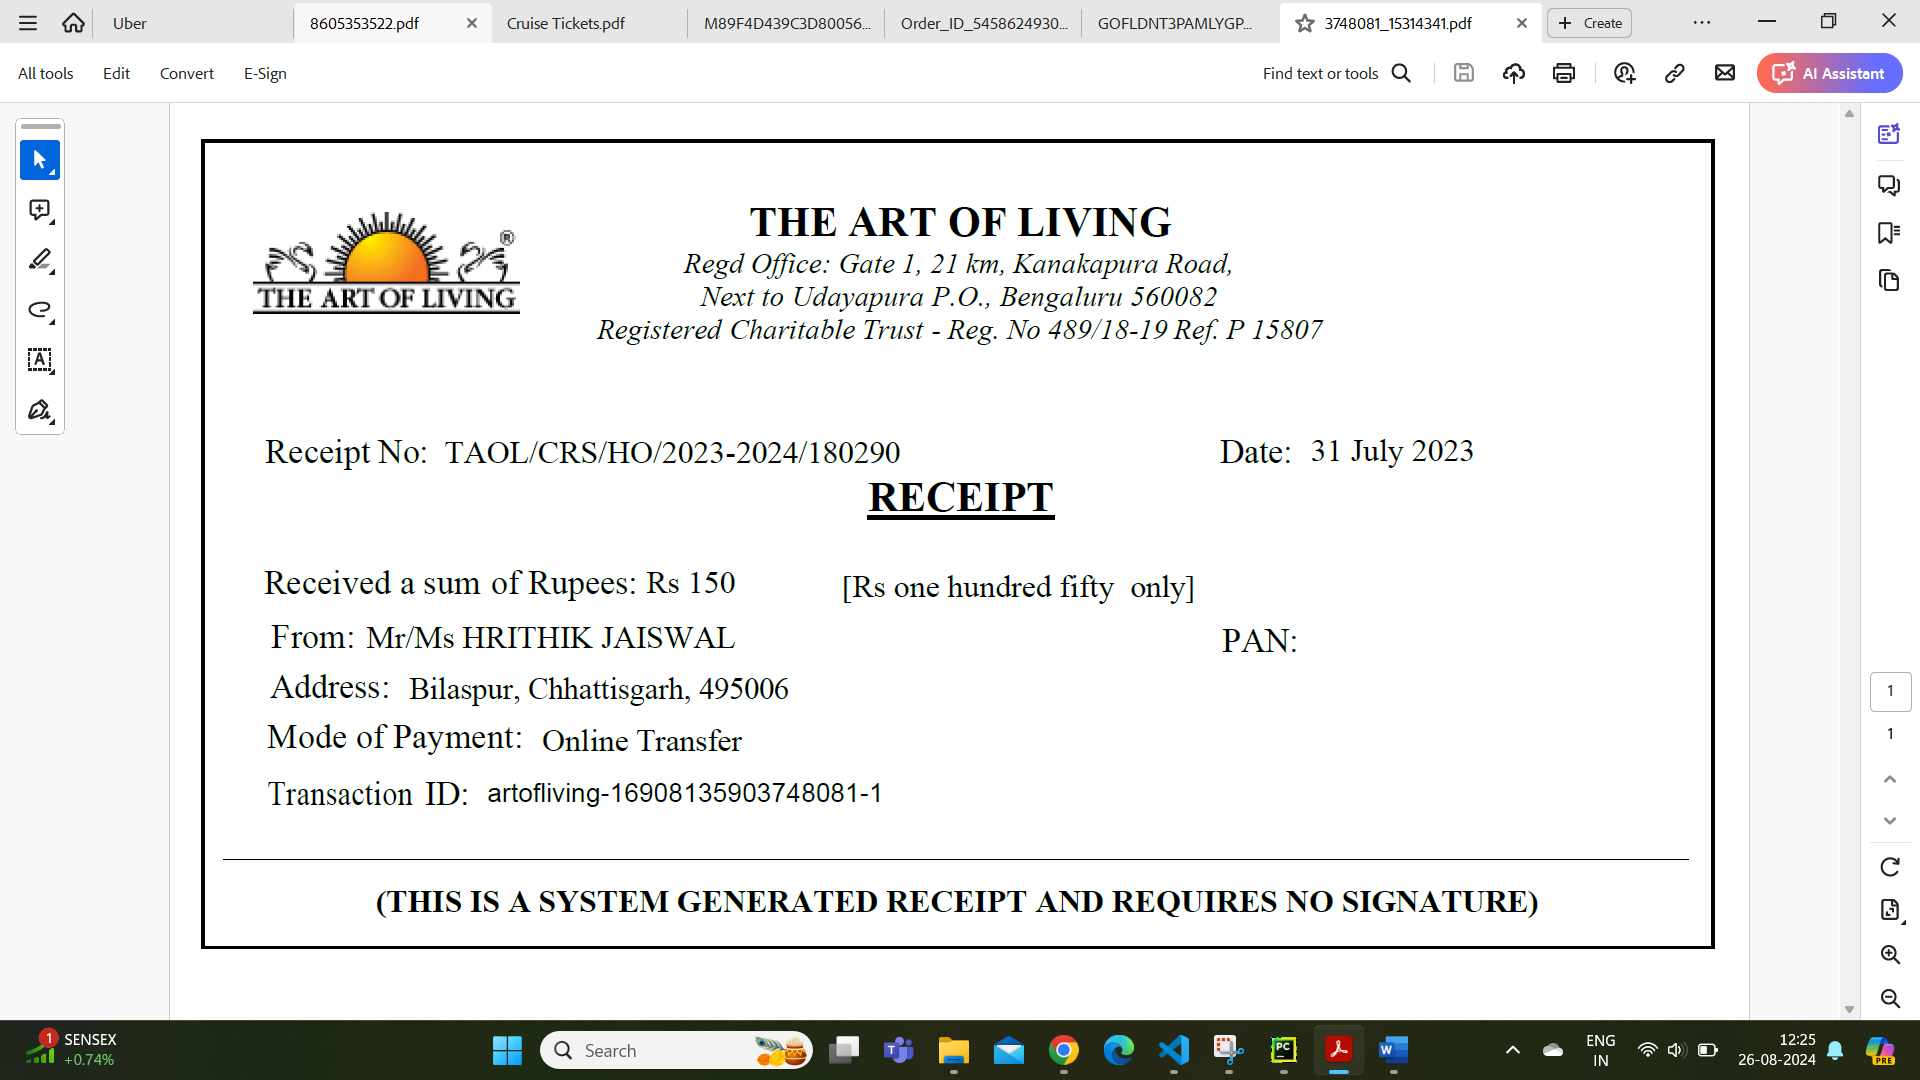 Uber
8605353522.pdf
Cruise Tickets.pdf
M89F4D439C3D80056...
Order_ID_5458624930...
GOFLDNT3PAMLYGP...
3748081_15314341.pdf
Create
All tools
Edit
Convert
E-Sign
Find text or tools
AI Assistant
THE ART OF LIVING
®
THE ART OF LIVING
Regd Office: Gate 1, 21 km, Kanakapura Road,
Next to Udayapura P.O., Bengaluru 560082
Registered Charitable Trust - Reg. No 489/18-19 Ref. P 15807
Receipt No: TAOL/CRS/HO/2023-2024/180290
Date: 31 July 2023
RECEIPT
Received a sum of Rupees: Rs 150 [Rs one hundred fifty only]
From: Mr/Ms HRITHIK JAISWAL
PAN:
Address: Bilaspur, Chhattisgarh, 495006
Mode of Payment: Online Transfer
Transaction ID: artofliving-16908135903748081-1
(THIS IS A SYSTEM GENERATED RECEIPT AND REQUIRES NO SIGNATURE)
1
1
1
SENSEX
+0.74%
Search
ENG
IN
12:25
26-08-2024
PRE